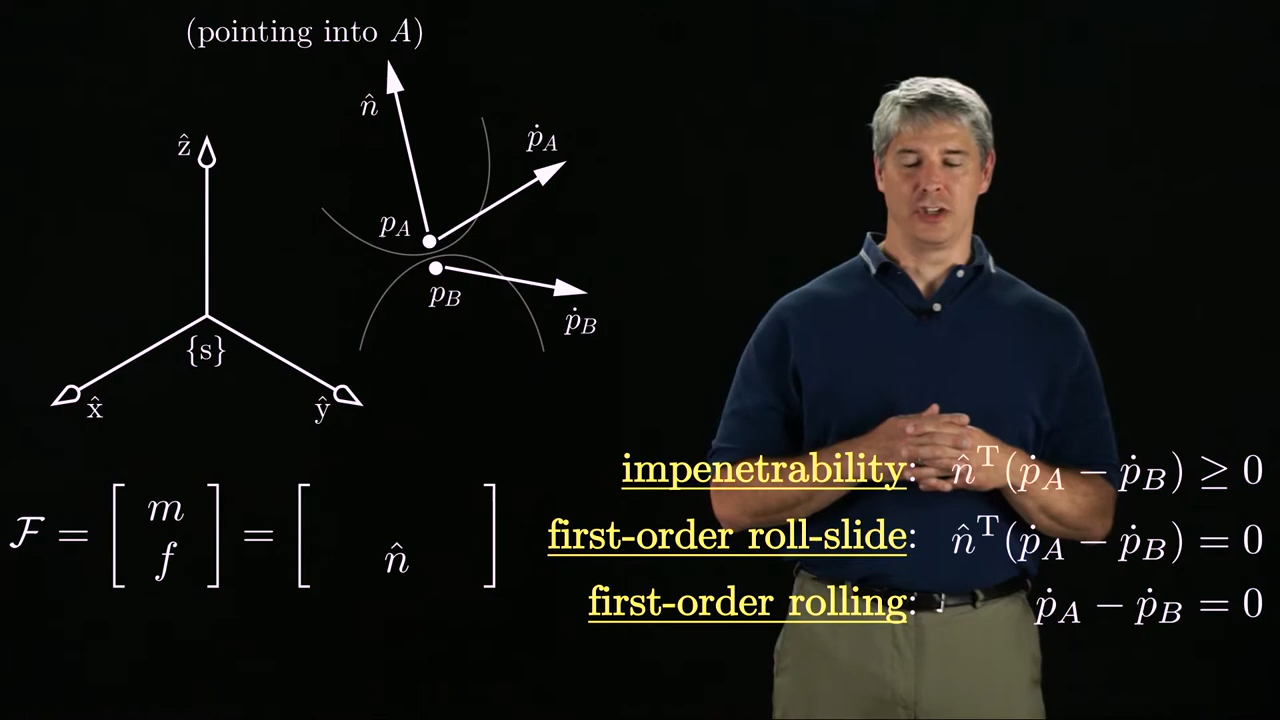 (pointing into A)
n̂
ṗ_A
ẑ
p_A
p_B
ṗ_B
{s}
x̂
ŷ
impenetrability: n̂ᵀ(ṗ_A − ṗ_B) ≥ 0
ℱ = [ m f ] = [ n̂ ]
first-order roll-slide: n̂ᵀ(ṗ_A − ṗ_B) = 0
first-order rolling: ṗ_A − ṗ_B = 0